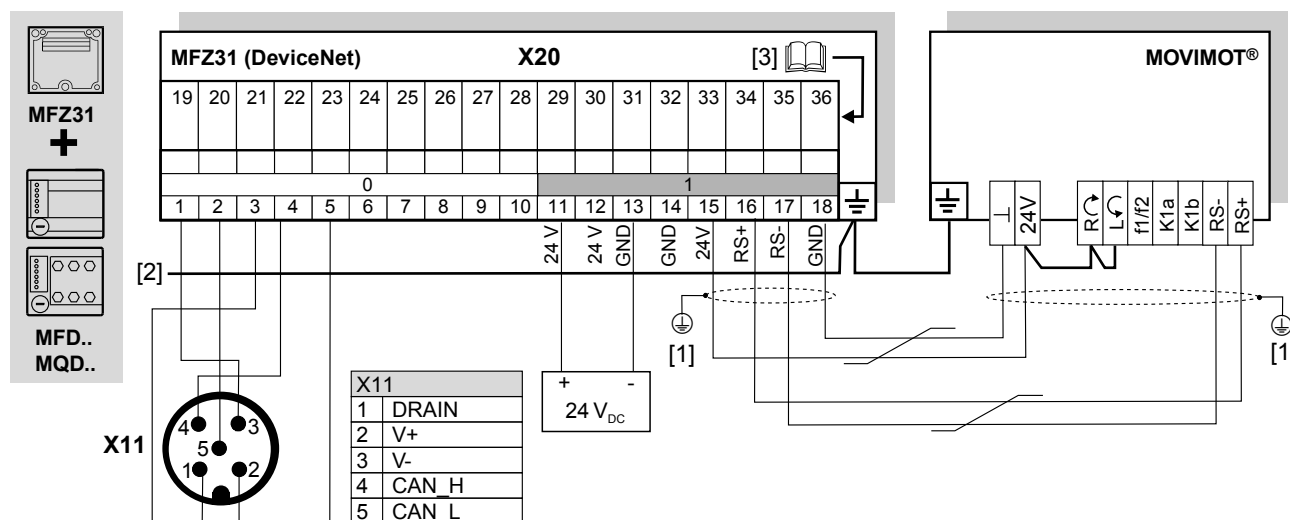 MFZ31
+
MFD..
MQD..
MFZ31 (DeviceNet) X20 [3]
19 20 21 22 23 24 25 26 27 28 29 30 31 32 33 34 35 36
0 1
1 2 3 4 5 6 7 8 9 10 11 12 13 14 15 16 17 18
24 V 24 V GND GND 24V RS+ RS- GND
MOVIMOT®
⊥ 24V R L f1/f2 K1a K1b RS- RS+
[2]
[1]
[1
+ -
24 VDC
X11
4 3
5
1 2
X11
1 DRAIN
2 V+
3 V-
4 CAN_H
5 CAN_L